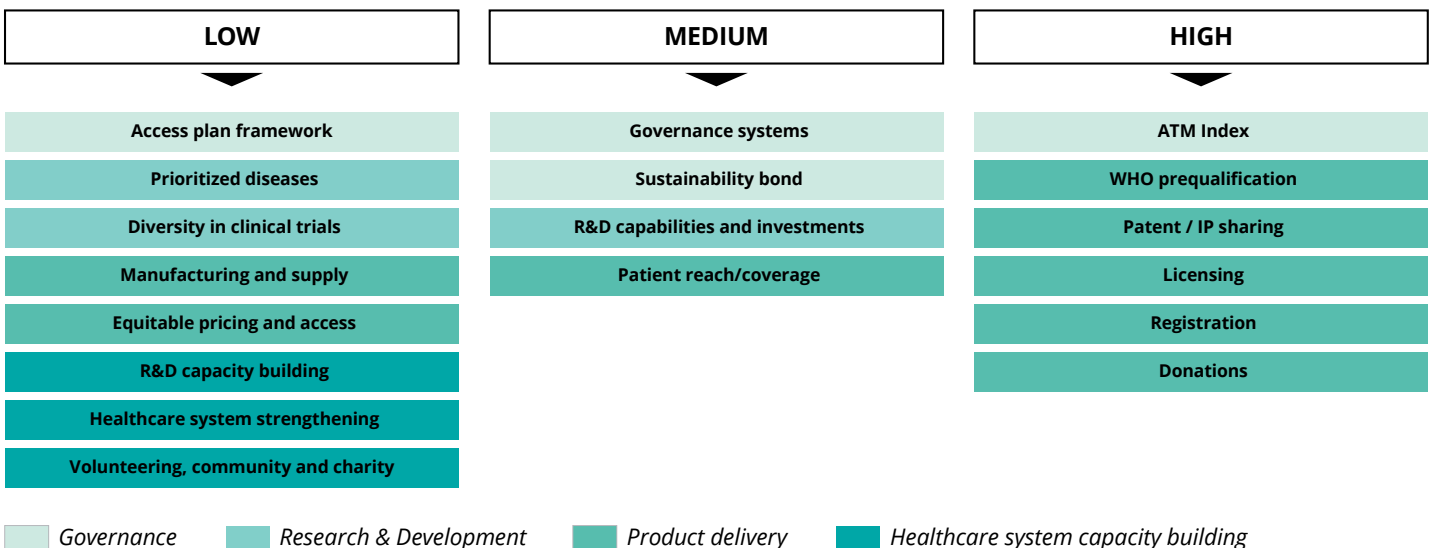 LOW
Access plan framework
Prioritized diseases
Diversity in clinical trials
Manufacturing and supply
Equitable pricing and access
R&D capacity building
Healthcare system strengthening
Volunteering, community and charity
MEDIUM
Governance systems
Sustainability bond
R&D capabilities and investments
Patient reach/coverage
HIGH
ATM Index
WHO prequalification
Patent / IP sharing
Licensing
Registration
Donations
Governance
Research & Development
Product delivery
Healthcare system capacity building